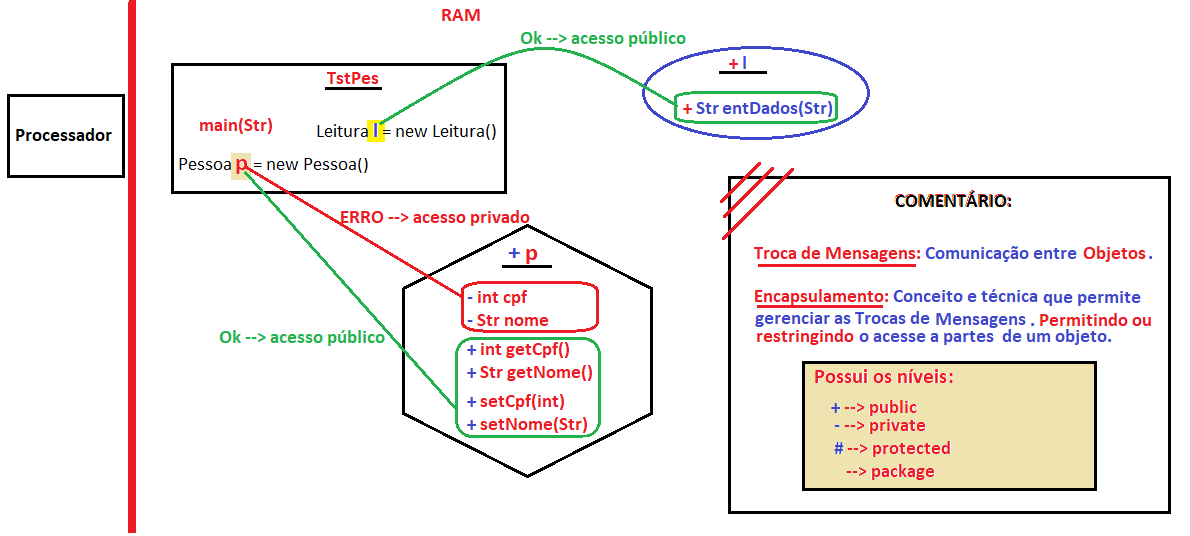 RAM
Ok --> acesso público
TstPes
+ l
Processador
main(Str)
Leitura l = new Leitura()
+ Str entDados(Str)
Pessoa p = new Pessoa()
ERRO --> acesso privado
+ p
- int cpf
- Str nome
Ok --> acesso público
+ int getCpf()
+ Str getNome()
+ setCpf(int)
+ setNome(Str)
COMENTÁRIO:
Troca de Mensagens: Comunicação entre Objetos .
Encapsulamento: Conceito e técnica que permite
gerenciar as Trocas de Mensagens . Permitindo ou
restringindo o acesse a partes de um objeto.
Possui os níveis:
+ --> public
- --> private
# --> protected
--> package